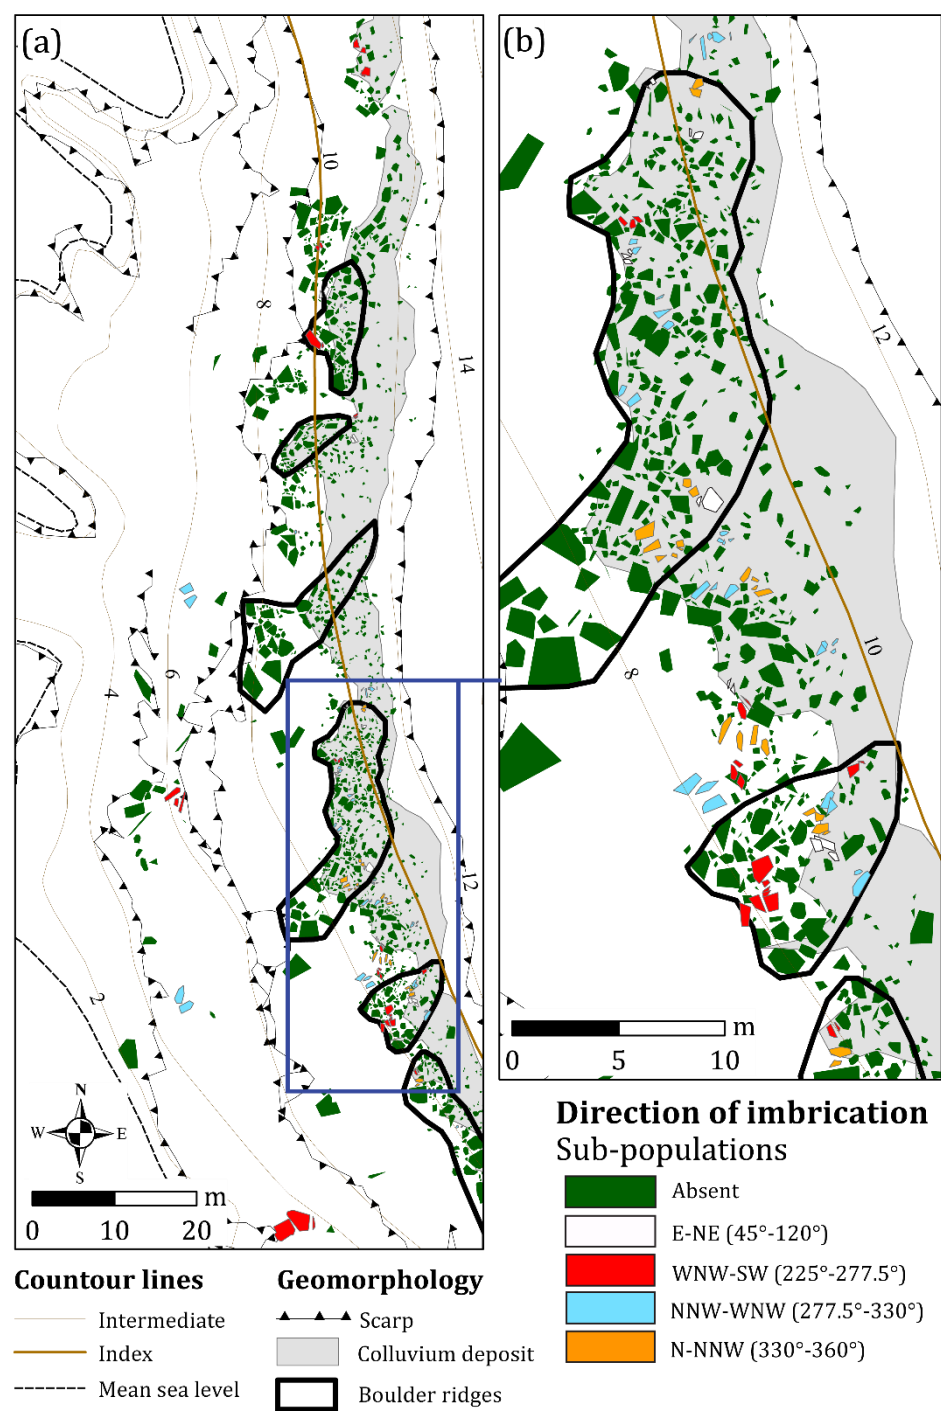 (a)
10
8
14
4
6
12
2
N
W E
S
m
0 10 20
(b)
12
10
8
m
0 5 10
Countour lines
Intermediate
Index
Mean sea level
Geomorphology
Scarp
Colluvium deposit
Boulder ridges
Direction of imbrication
Sub-populations
Absent
E-NE (45°-120°)
WNW-SW (225°-277.5°)
NNW-WNW (277.5°-330°)
N-NNW (330°-360°)